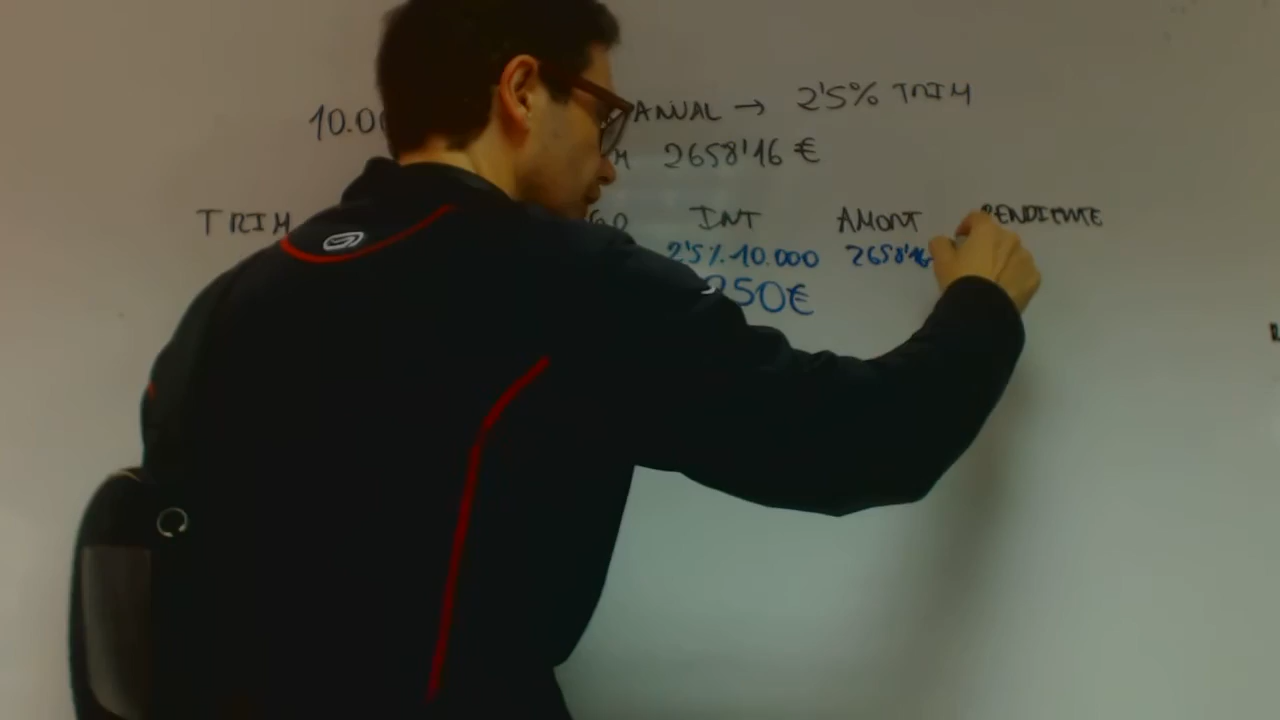 10.00 ANUAL → 2'5% TRIM
2658'16 €
TRIM GO INT AMORT PENDIENTE
2'5%.10.000 2658'16
250€